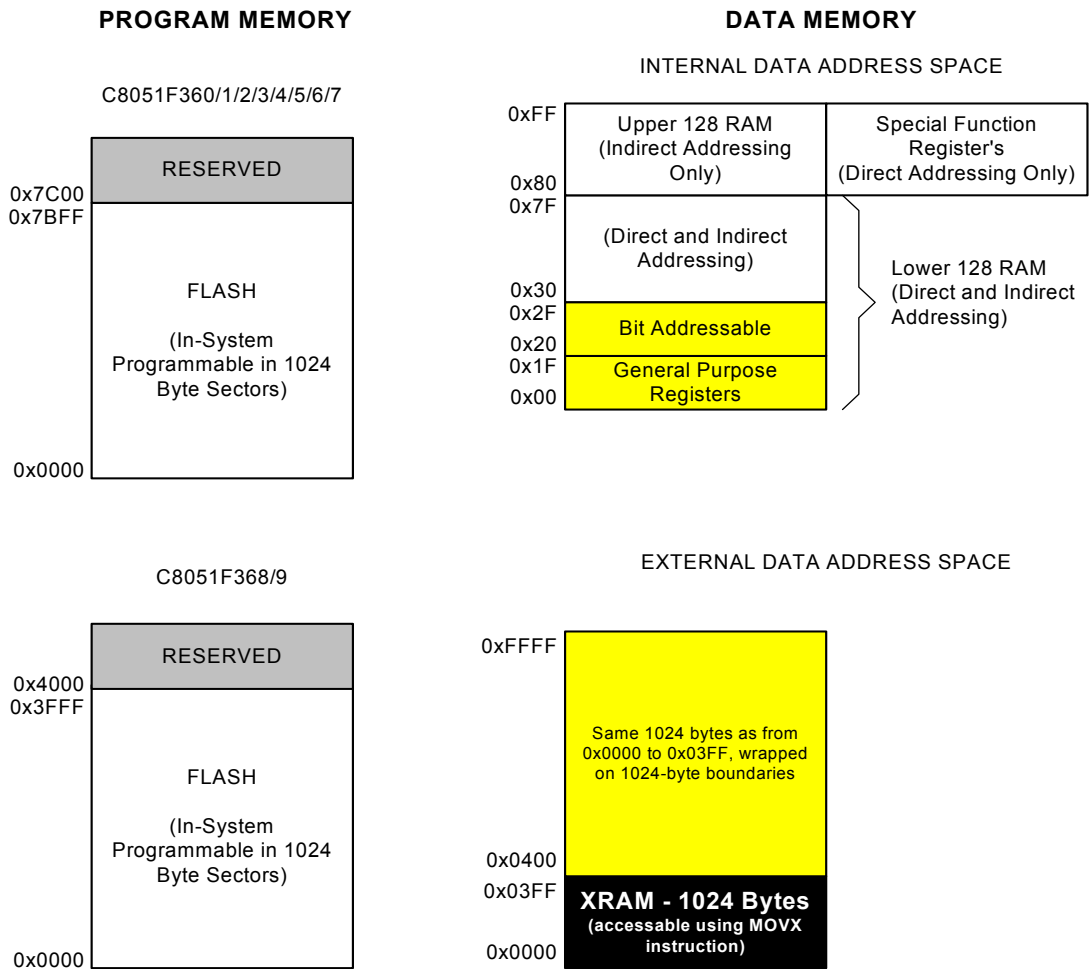 PROGRAM MEMORY
DATA MEMORY
INTERNAL DATA ADDRESS SPACE
C8051F360/1/2/3/4/5/6/7
RESERVED
0x7C00
0x7BFF
FLASH
(In-System
Programmable in 1024
Byte Sectors)
0x0000
0xFF
Upper 128 RAM
(Indirect Addressing
Only)
Special Function
Register's
(Direct Addressing Only)
0x80
0x7F
(Direct and Indirect
Addressing)
0x30
0x2F
Bit Addressable
0x20
0x1F
General Purpose
Registers
0x00
Lower 128 RAM
(Direct and Indirect
Addressing)
C8051F368/9
RESERVED
0x4000
0x3FFF
FLASH
(In-System
Programmable in 1024
Byte Sectors)
0x0000
EXTERNAL DATA ADDRESS SPACE
0xFFFF
Same 1024 bytes as from
0x0000 to 0x03FF, wrapped
on 1024-byte boundaries
0x0400
0x03FF
XRAM - 1024 Bytes
(accessable using MOVX
instruction)
0x0000